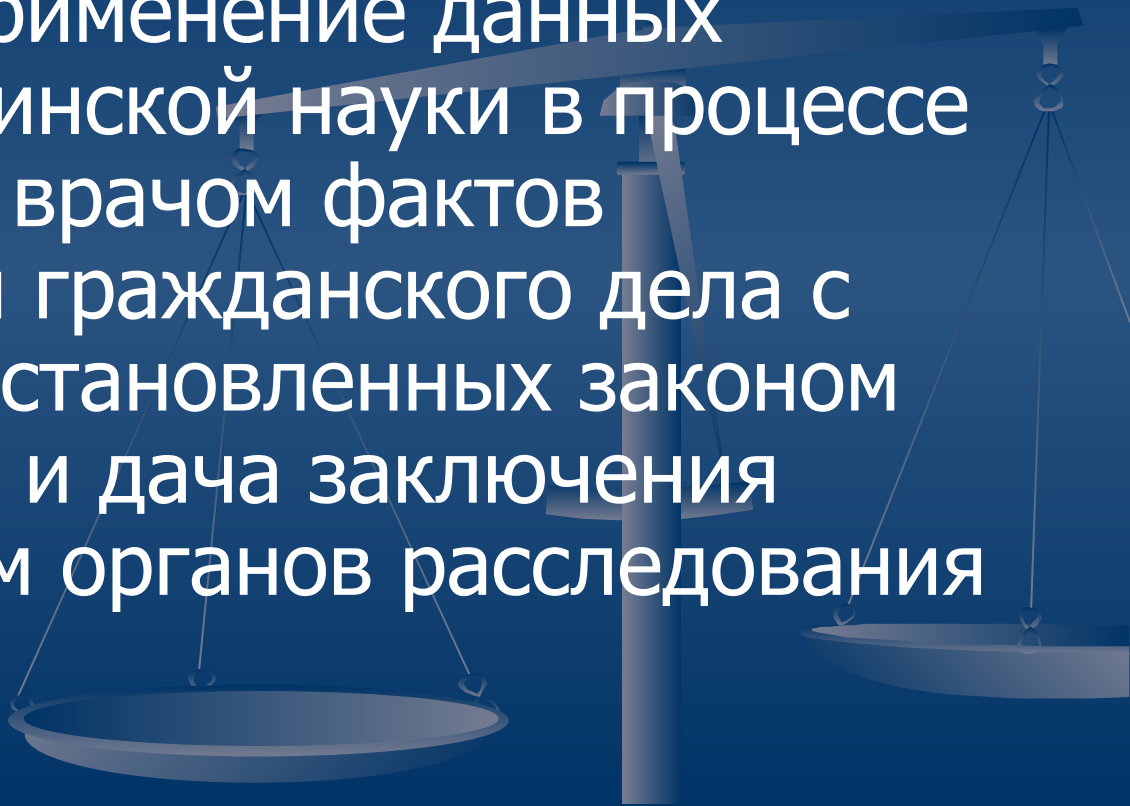 рименение данных
инской науки в процессе
врачом фактов
гражданского дела с
становленных законом
и дача заключения
м органов расследования